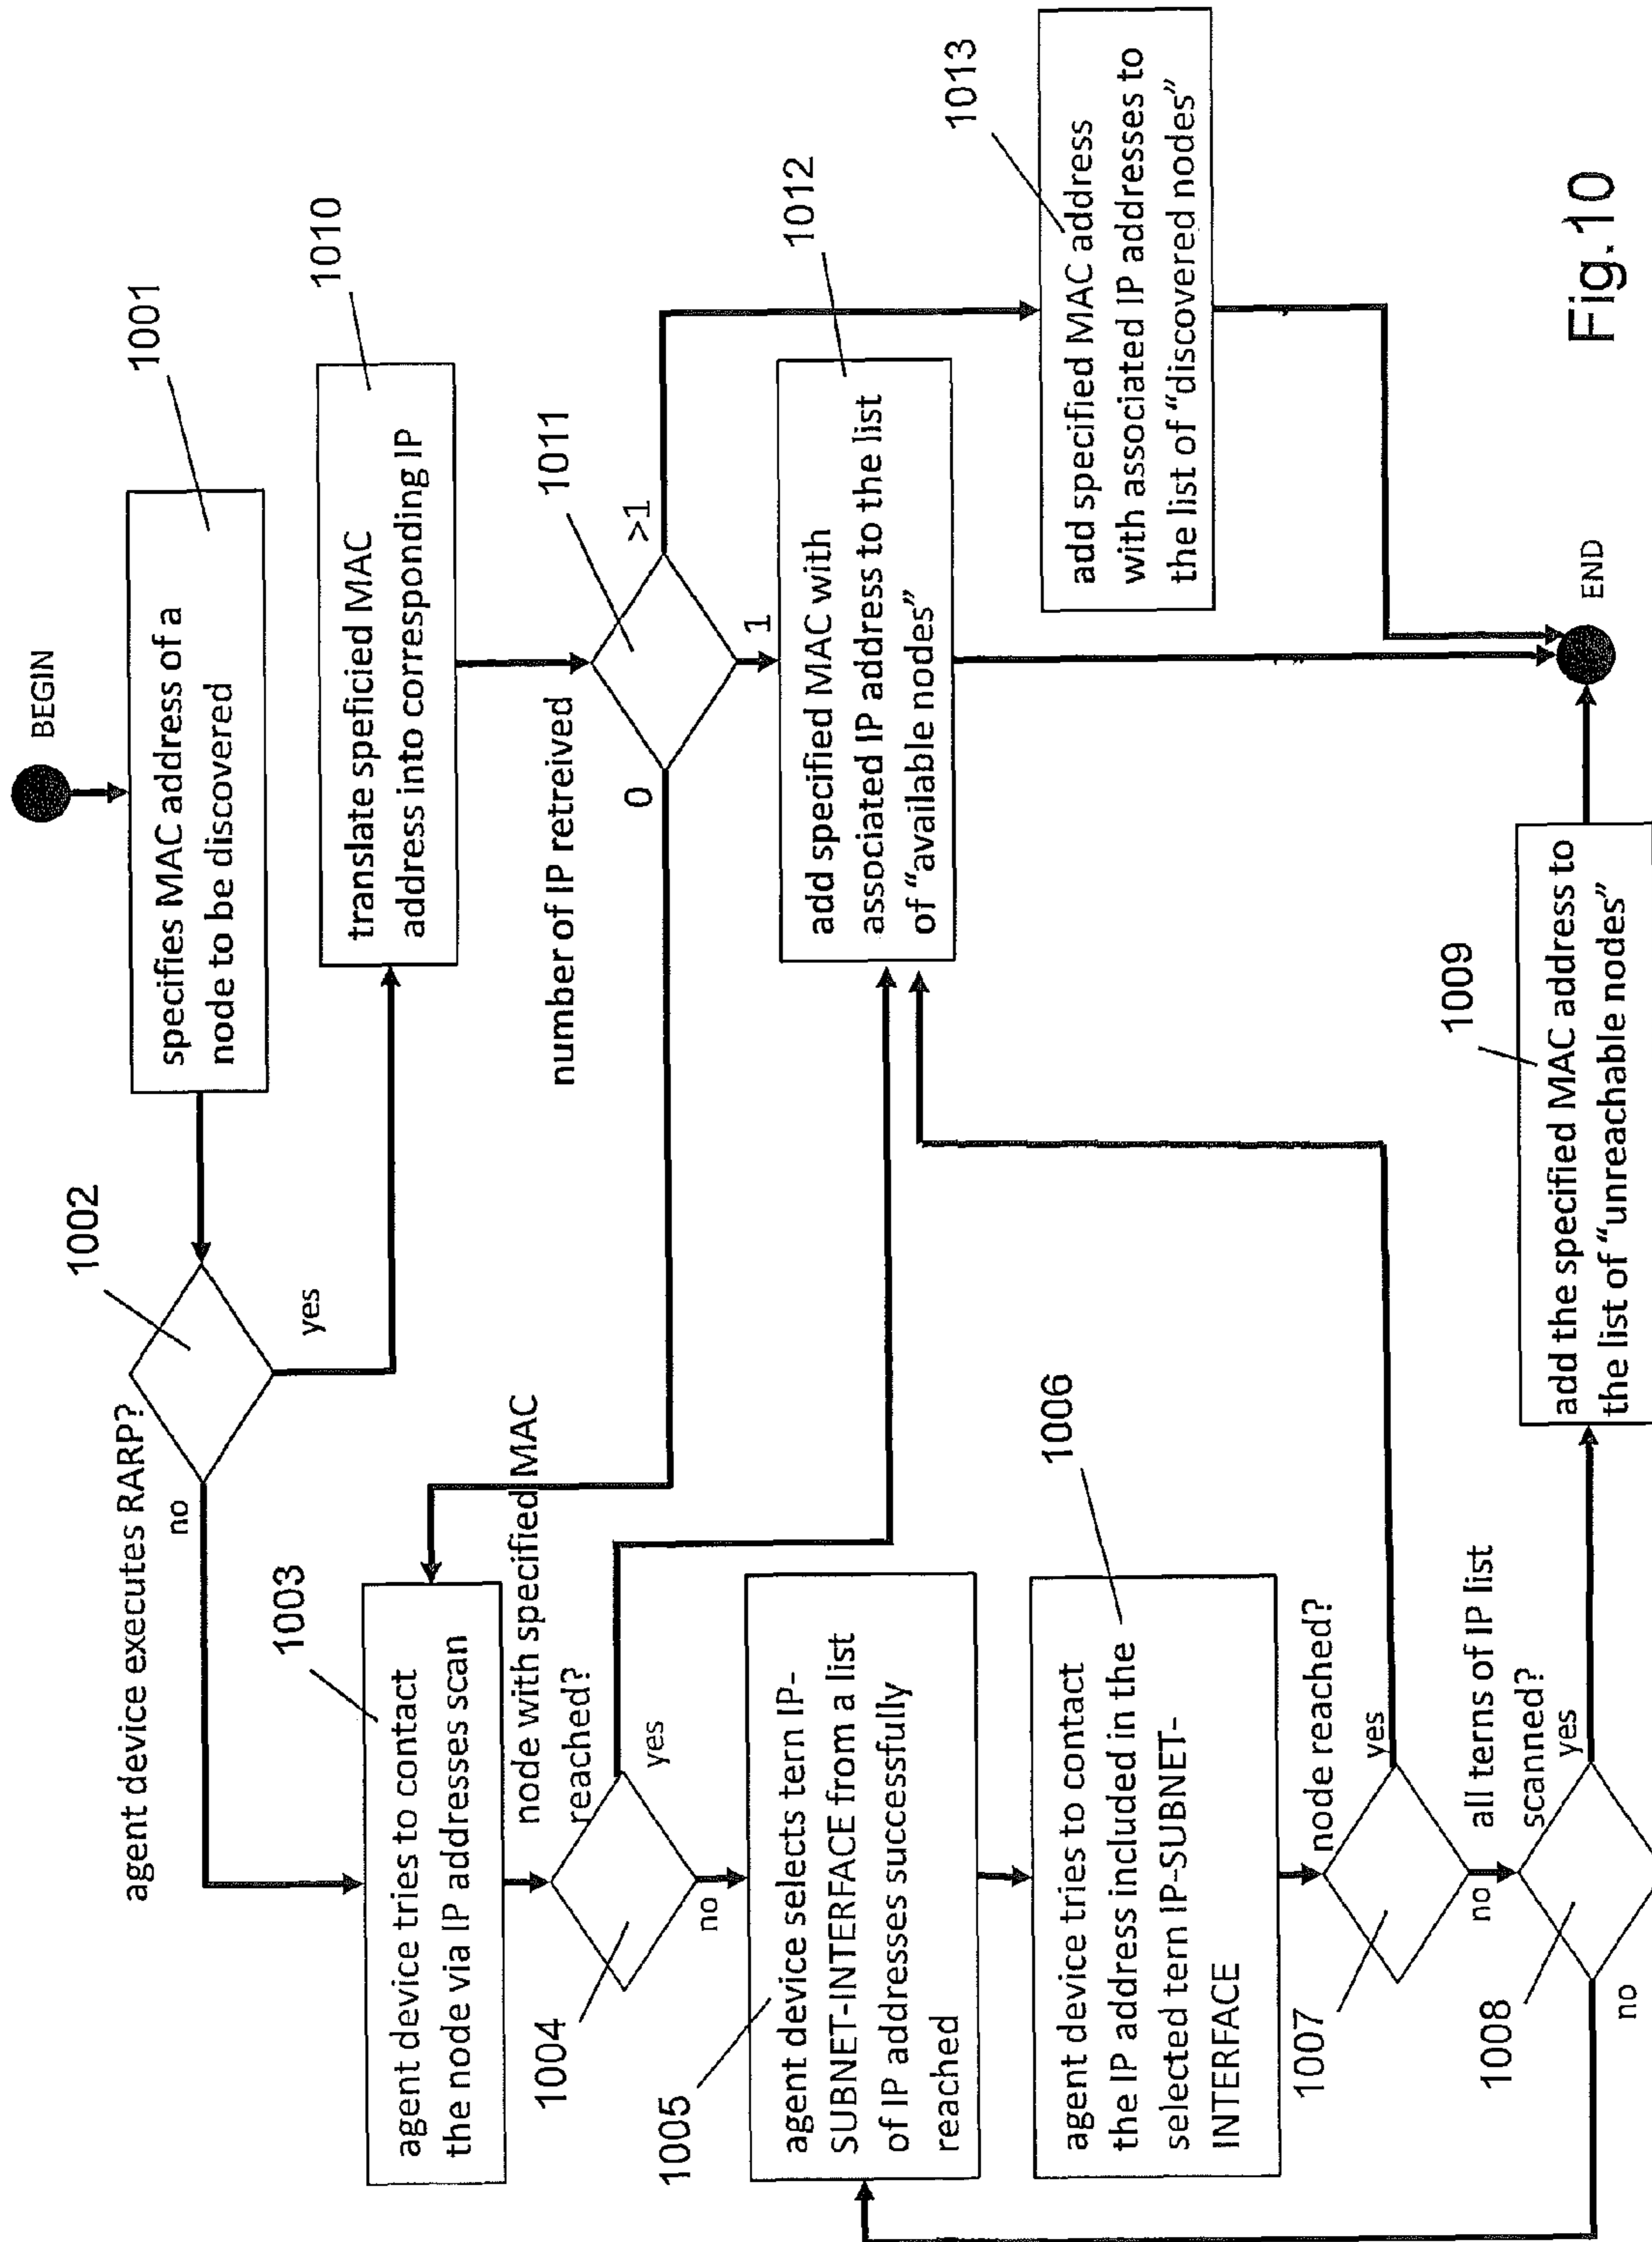 BEGIN
1001
specifies MAC address of a
node to be discovered
1002
agent device executes RARP?
no
yes
1010
translate speficied MAC
address into corresponding IP
number of IP retreived
1011
0
1
>1
1003
agent device tries to contact
the node via IP addresses scan
node with specified MAC
reached?
1004
yes
no
1012
add specified MAC with
associated IP address to the list
of “available nodes”
1013
add specified MAC address
with associated IP addresses to
the list of “discovered nodes”
1005
agent device selects tern IP-
SUBNET-INTERFACE from a list
of IP addresses successfully
reached
1006
agent device tries to contact
the IP address included in the
selected tern IP-SUBNET-
INTERFACE
node reached?
1007
yes
no
all terns of IP list
scanned?
1008
yes
no
1009
add the specified MAC address to
the list of “unreachable nodes”
END
Fig.10